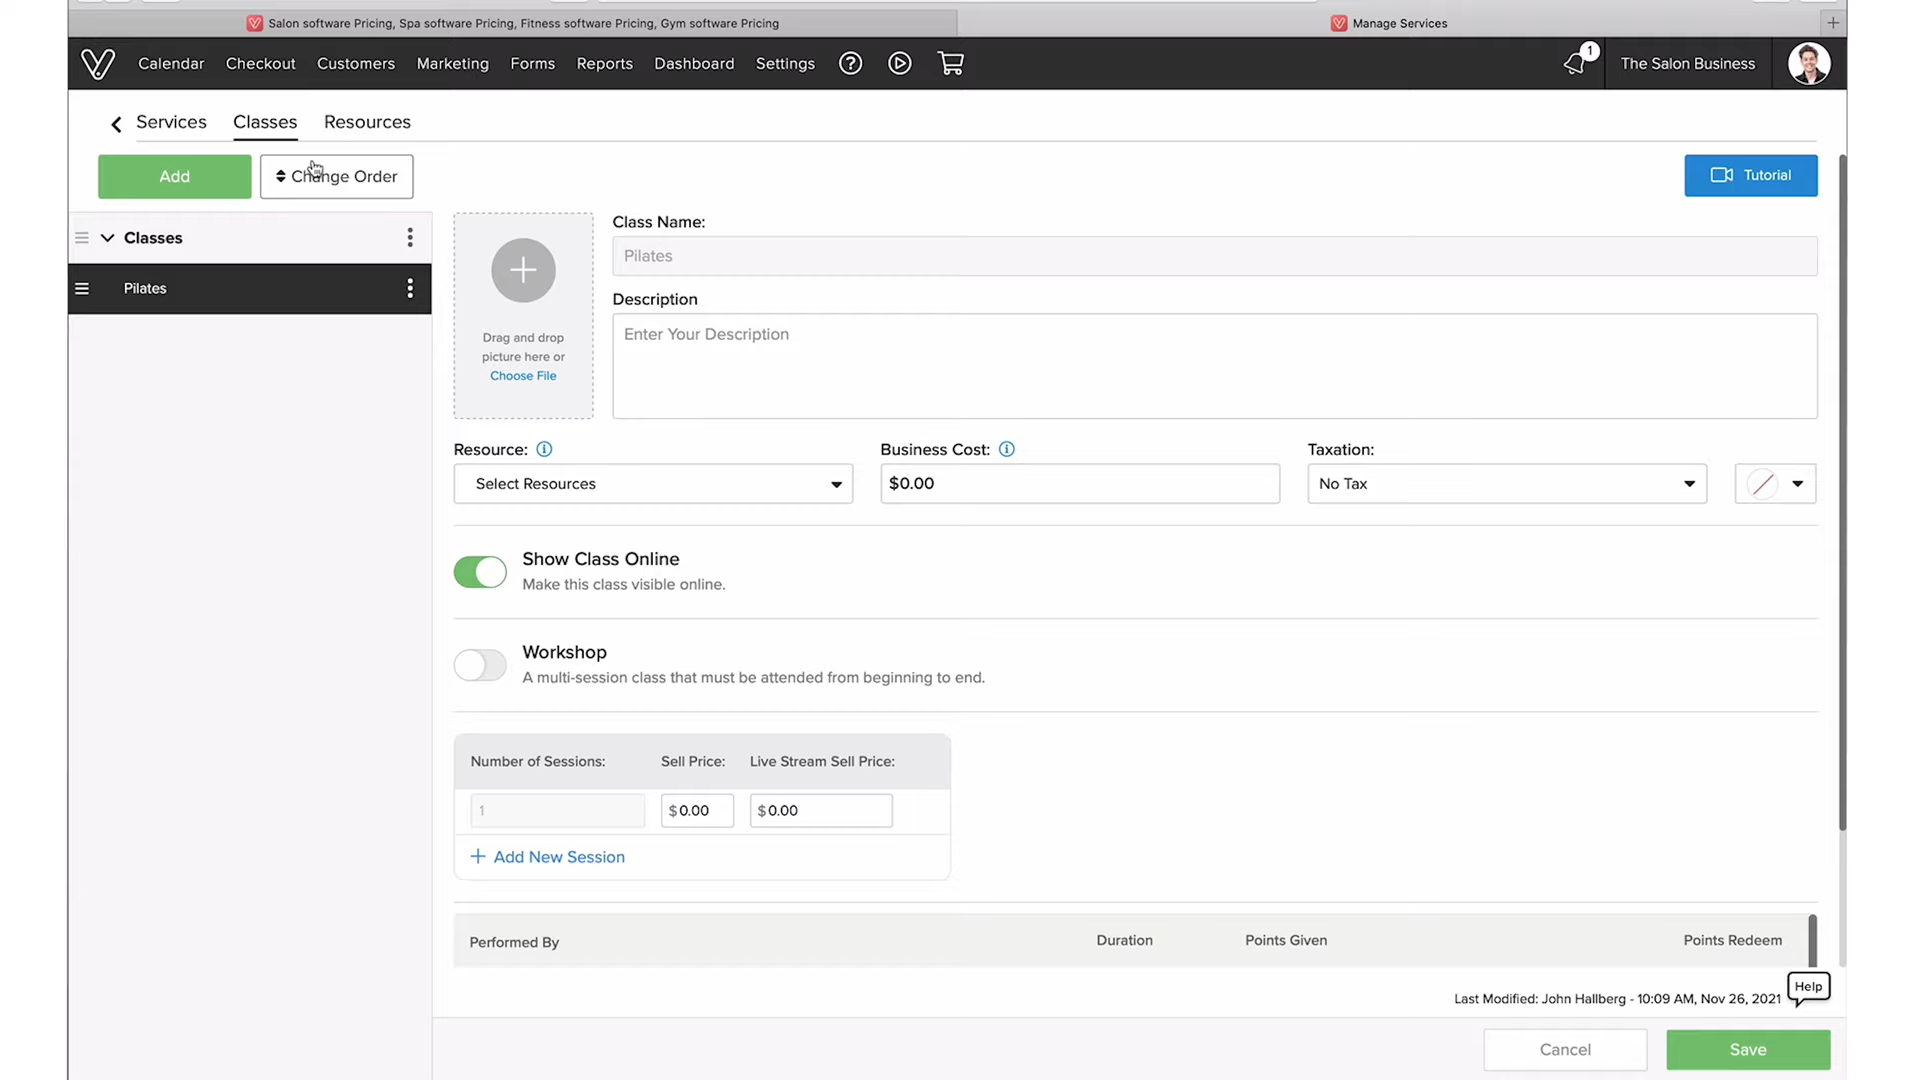 Salon software Pricing, Spa software Pricing, Fitness software Pricing, Gym software Pricing
Manage Services
Calendar Checkout Customers Marketing Forms Reports Dashboard Settings ? 1 The Salon Business
Services Classes Resources
Add Change Order Tutorial
Classes
Pilates
Drag and drop
picture here or
Choose File
Class Name:
Pilates
Description
Enter Your Description
Resource: Business Cost: Taxation:
Select Resources $0.00 No Tax
Show Class Online
Make this class visible online.
Workshop
A multi-session class that must be attended from beginning to end.
Number of Sessions: Sell Price: Live Stream Sell Price:
1 $ 0.00 $ 0.00
+ Add New Session
Performed By Duration Points Given Points Redeem
Help
Last Modified: John Hallberg - 10:09 AM, Nov 26, 2021
Cancel Save